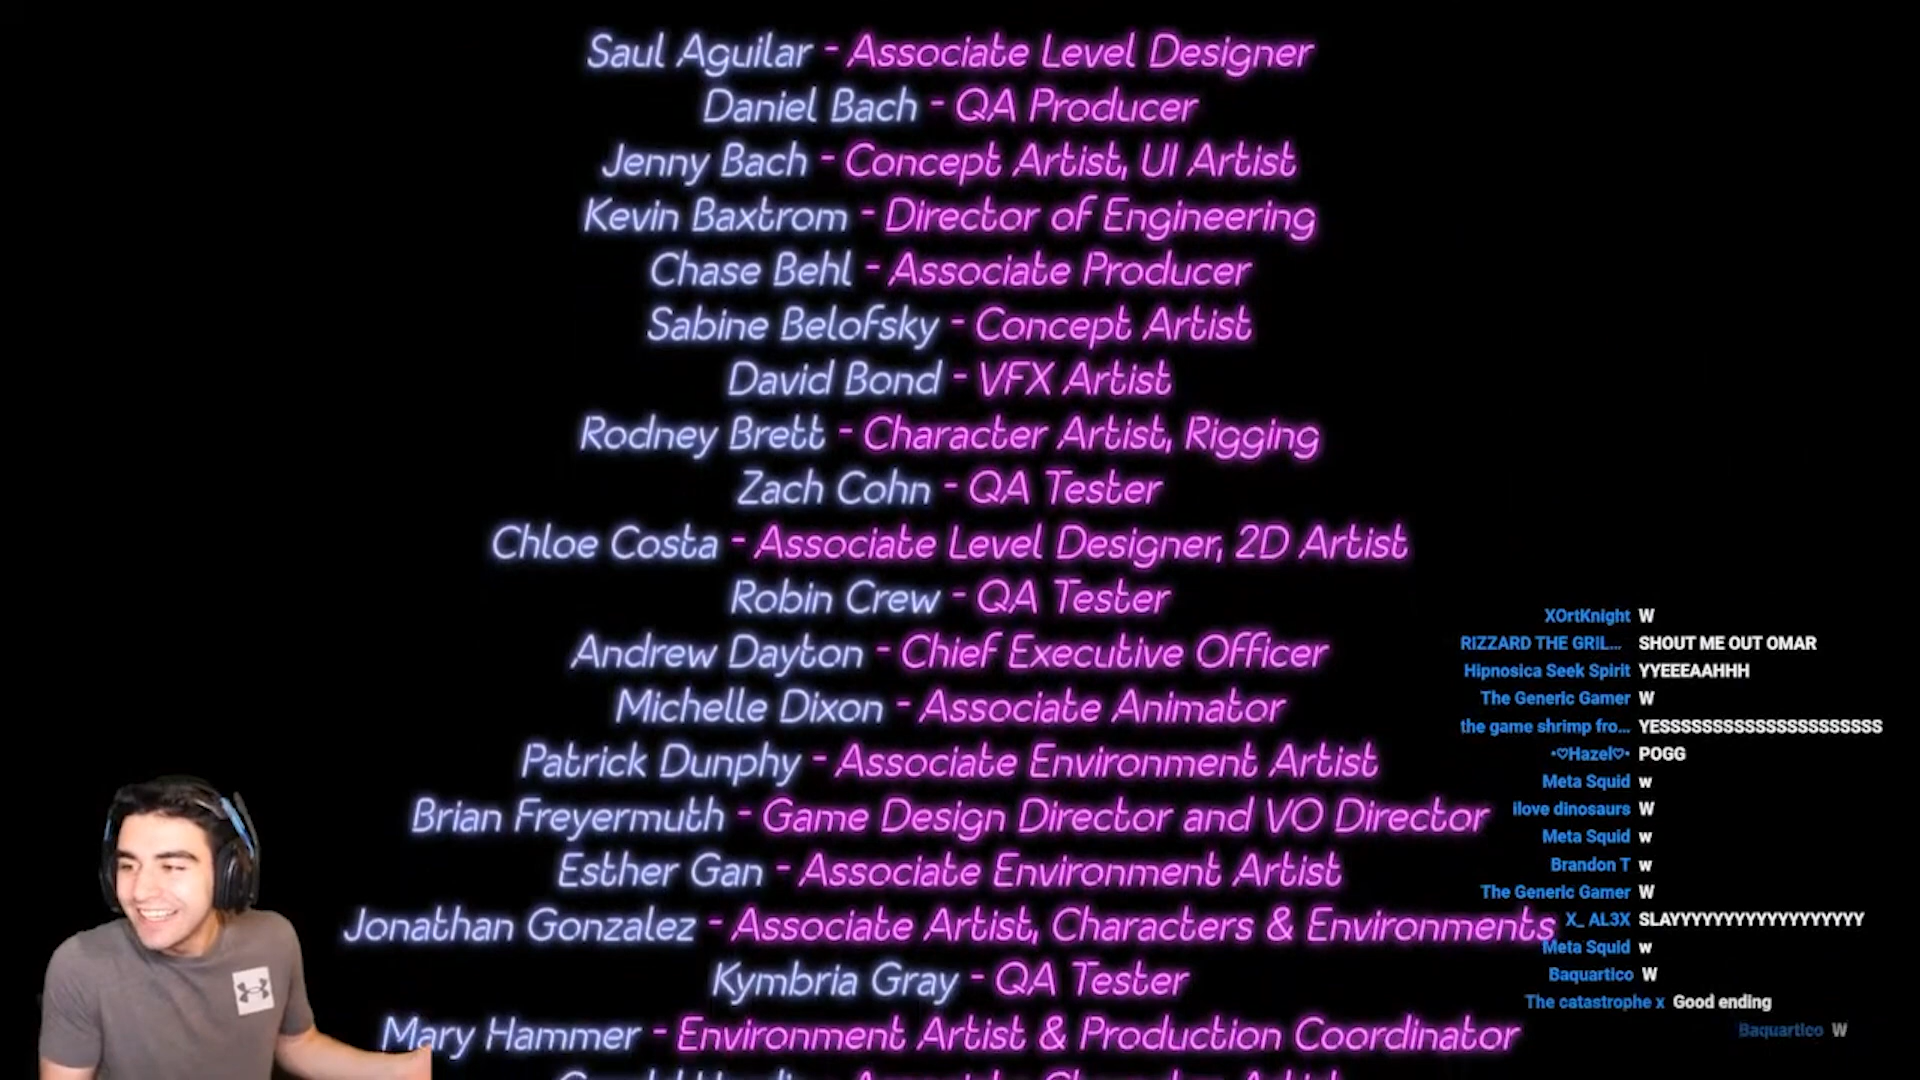 Saul Aguilar - Associate Level Designer
Daniel Bach - QA Producer
Jenny Bach - Concept Artist, UI Artist
Kevin Baxtrom - Director of Engineering
Chase Behl - Associate Producer
Sabine Belofsky - Concept Artist
David Bond - VFX Artist
Rodney Brett - Character Artist, Rigging
Zach Cohn - QA Tester
Chloe Costa - Associate Level Designer, 2D Artist
Robin Crew - QA Tester
Andrew Dayton - Chief Executive Officer
Michelle Dixon - Associate Animator
Patrick Dunphy - Associate Environment Artist
Brian Freyermuth - Game Design Director and VO Director
Esther Gan - Associate Environment Artist
Jonathan Gonzalez - Associate Artist, Characters & Environments
Kymbria Gray - QA Tester
Mary Hammer - Environment Artist & Production Coordinator
XOrtKnight W
RIZZARD THE GRIL... SHOUT ME OUT OMAR
Hipnosica Seek Spirit YYEEEAAHHH
The Generic Gamer W
the game shrimp fro... YESSSSSSSSSSSSSSSSSSSSS
•♡Hazel♡• POGG
Meta Squid w
ilove dinosaurs W
Meta Squid w
Brandon T w
The Generic Gamer W
X_ AL3X SLAYYYYYYYYYYYYYYYYYY
Meta Squid w
Baquartico W
The catastrophe x Good ending
Baquartico W